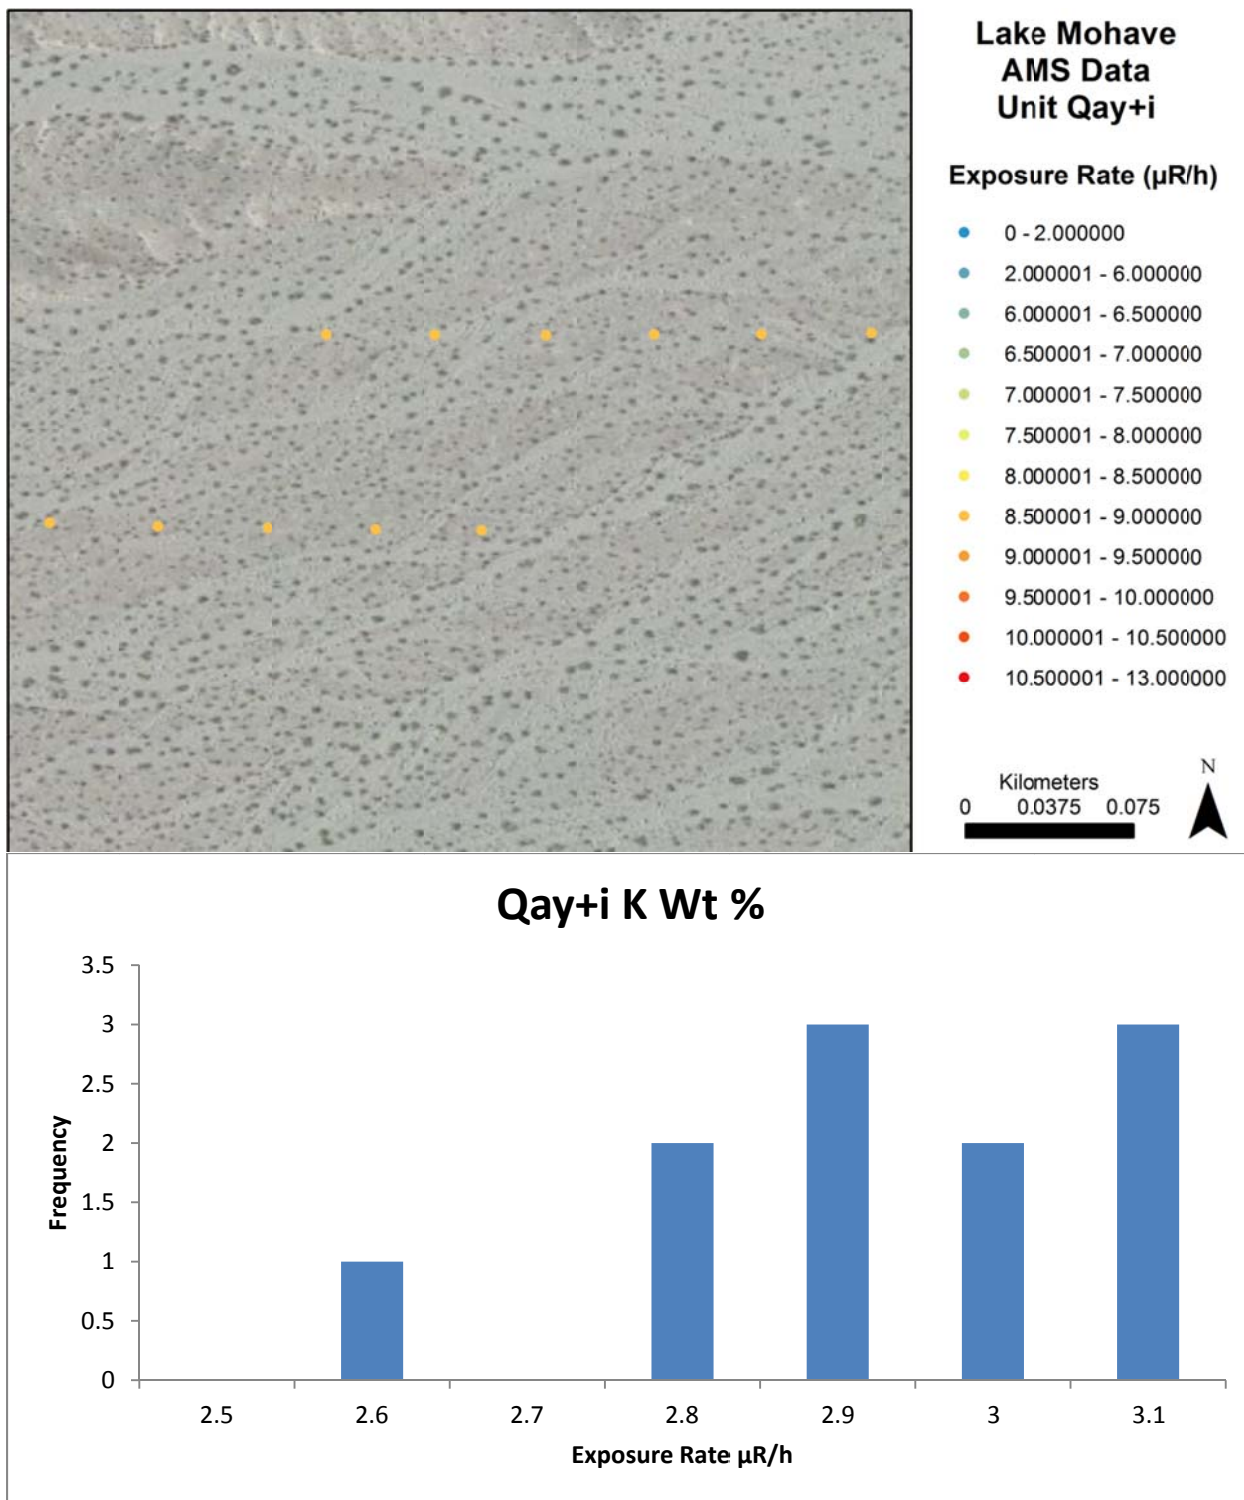 Lake Mohave
AMS Data
Unit Qay+i
Exposure Rate (µR/h)
0 - 2.000000
2.000001 - 6.000000
6.000001 - 6.500000
6.500001 - 7.000000
7.000001 - 7.500000
7.500001 - 8.000000
8.000001 - 8.500000
8.500001 - 9.000000
9.000001 - 9.500000
9.500001 - 10.000000
10.000001 - 10.500000
10.500001 - 13.000000
Kilometers
0 0.0375 0.075
N
Qay+i K Wt %
3.5
3
2.5
2
1.5
1
0.5
0
Frequency
2.5 2.6 2.7 2.8 2.9 3 3.1
Exposure Rate µR/h